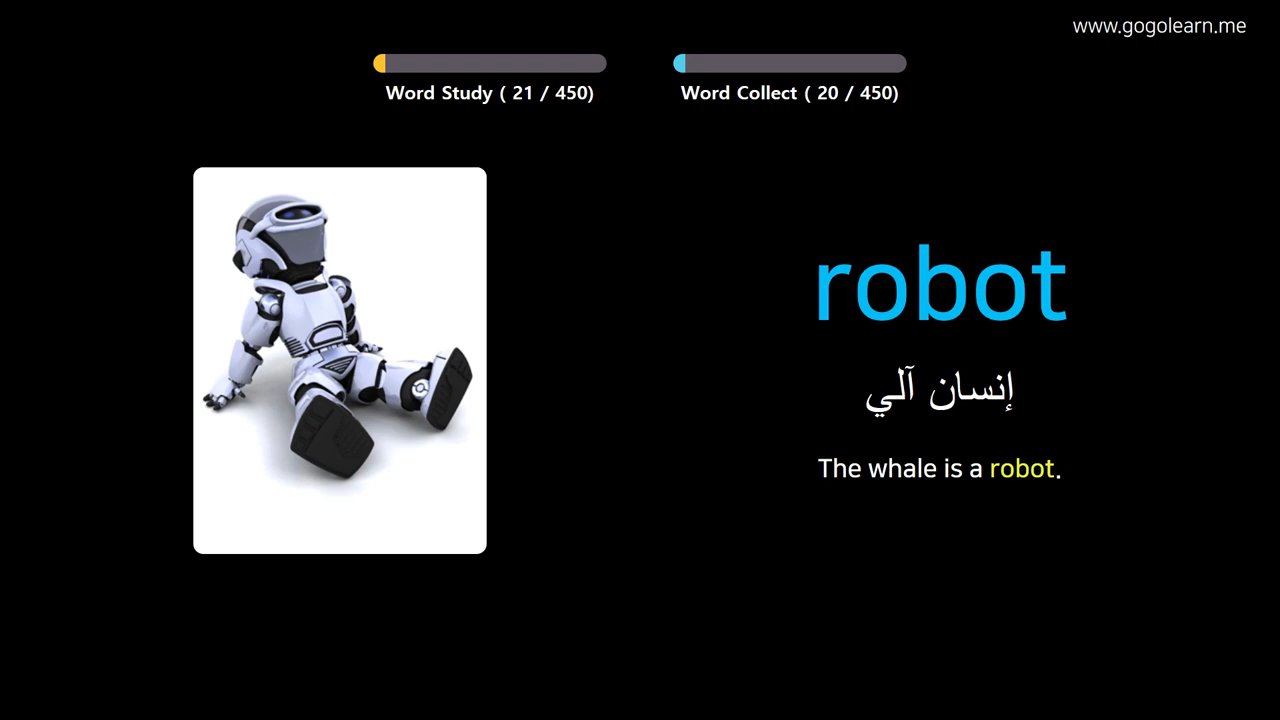 www.gogolearn.me
Word Study ( 21 / 450)
Word Collect ( 20 / 450)
robot
إنسان آلي
The whale is a robot.